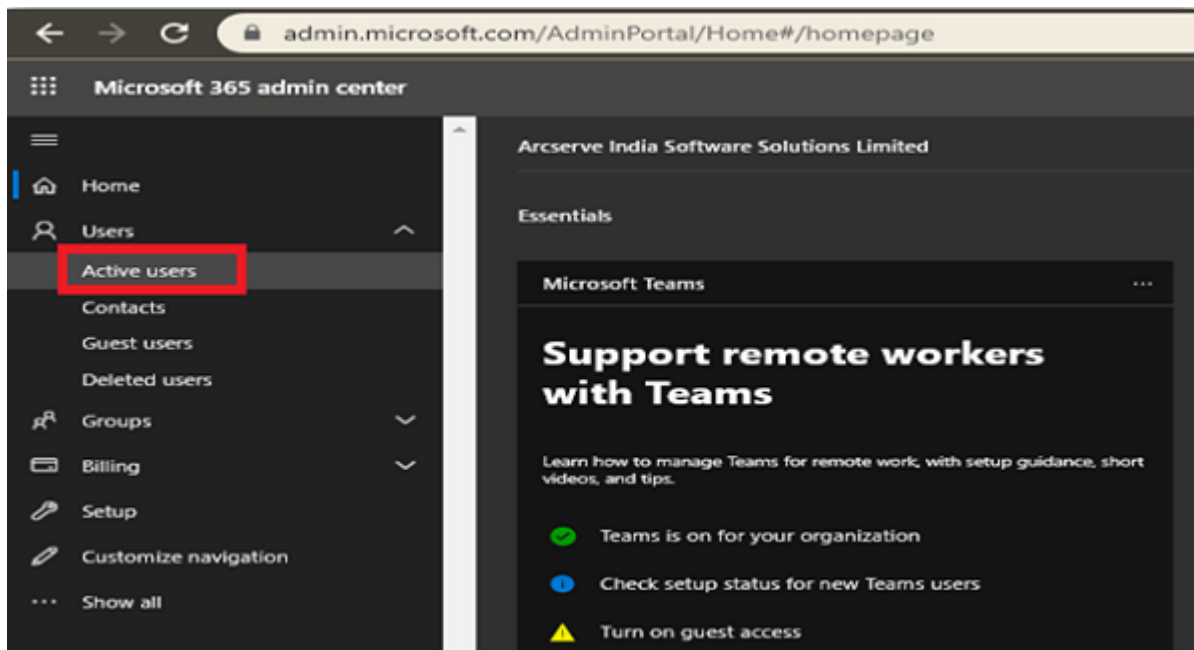 admin.microsoft.com/AdminPortal/Home#/homepage
Microsoft 365 admin center
Home
Users
Active users
Contacts
Guest users
Deleted users
Groups
Billing
Setup
Customize navigation
Show all
Arcserve India Software Solutions Limited
Essentials
Microsoft Teams
Support remote workers
with Teams
Learn how to manage Teams for remote work, with setup guidance, short
videos, and tips.
Teams is on for your organization
Check setup status for new Teams users
Turn on guest access